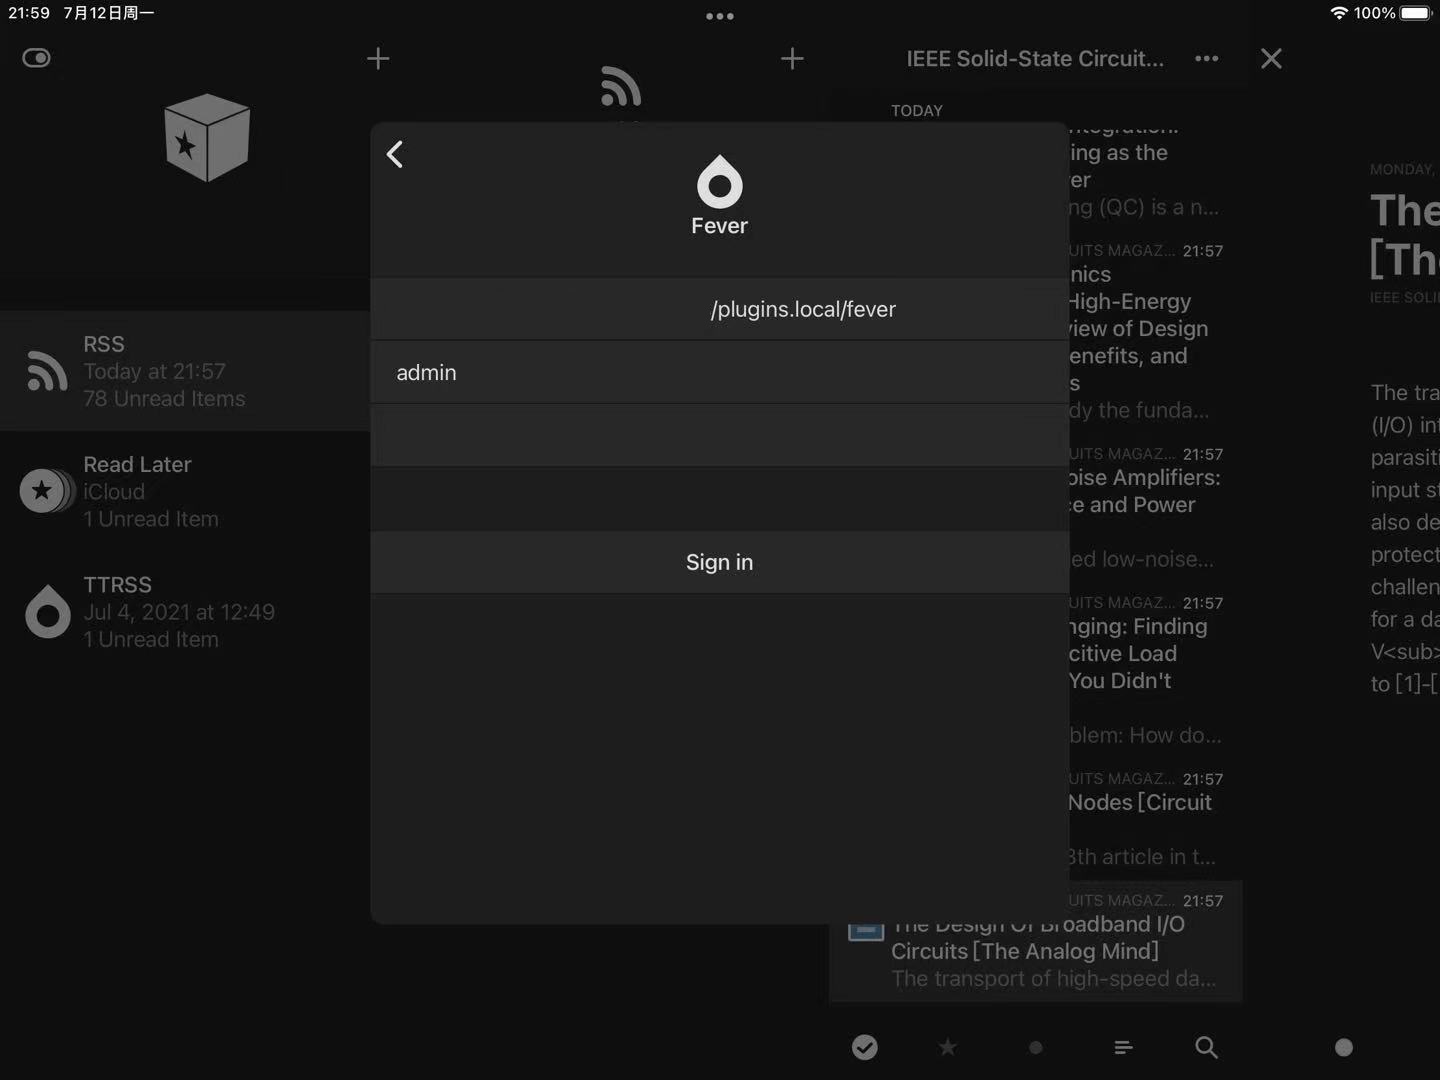 21:59 7月12日周一
100%
IEEE Solid-State Circuit...
TODAY
RSS
Today at 21:57
78 Unread Items
Read Later
iCloud
1 Unread Item
TTRSS
Jul 4, 2021 at 12:49
1 Unread Item
Fever
/plugins.local/fever
admin
Sign in
ing as the
er
ng (QC) is a n...
UITS MAGAZ... 21:57
nics
High-Energy
iew of Design
enefits, and
s
dy the funda...
UITS MAGAZ... 21:57
oise Amplifiers:
ce and Power
ed low-noise...
UITS MAGAZ... 21:57
nging: Finding
citive Load
You Didn't
blem: How do...
UITS MAGAZ... 21:57
Nodes [Circuit
8th article in t...
UITS MAGAZ... 21:57
The Design Of Broadband I/O
Circuits [The Analog Mind]
The transport of high-speed da...
MONDAY,
The
[Th
IEEE SOLI
The tra
(I/O) int
parasiti
input st
also de
protect
challen
for a da
V<sub>
to [1]-[